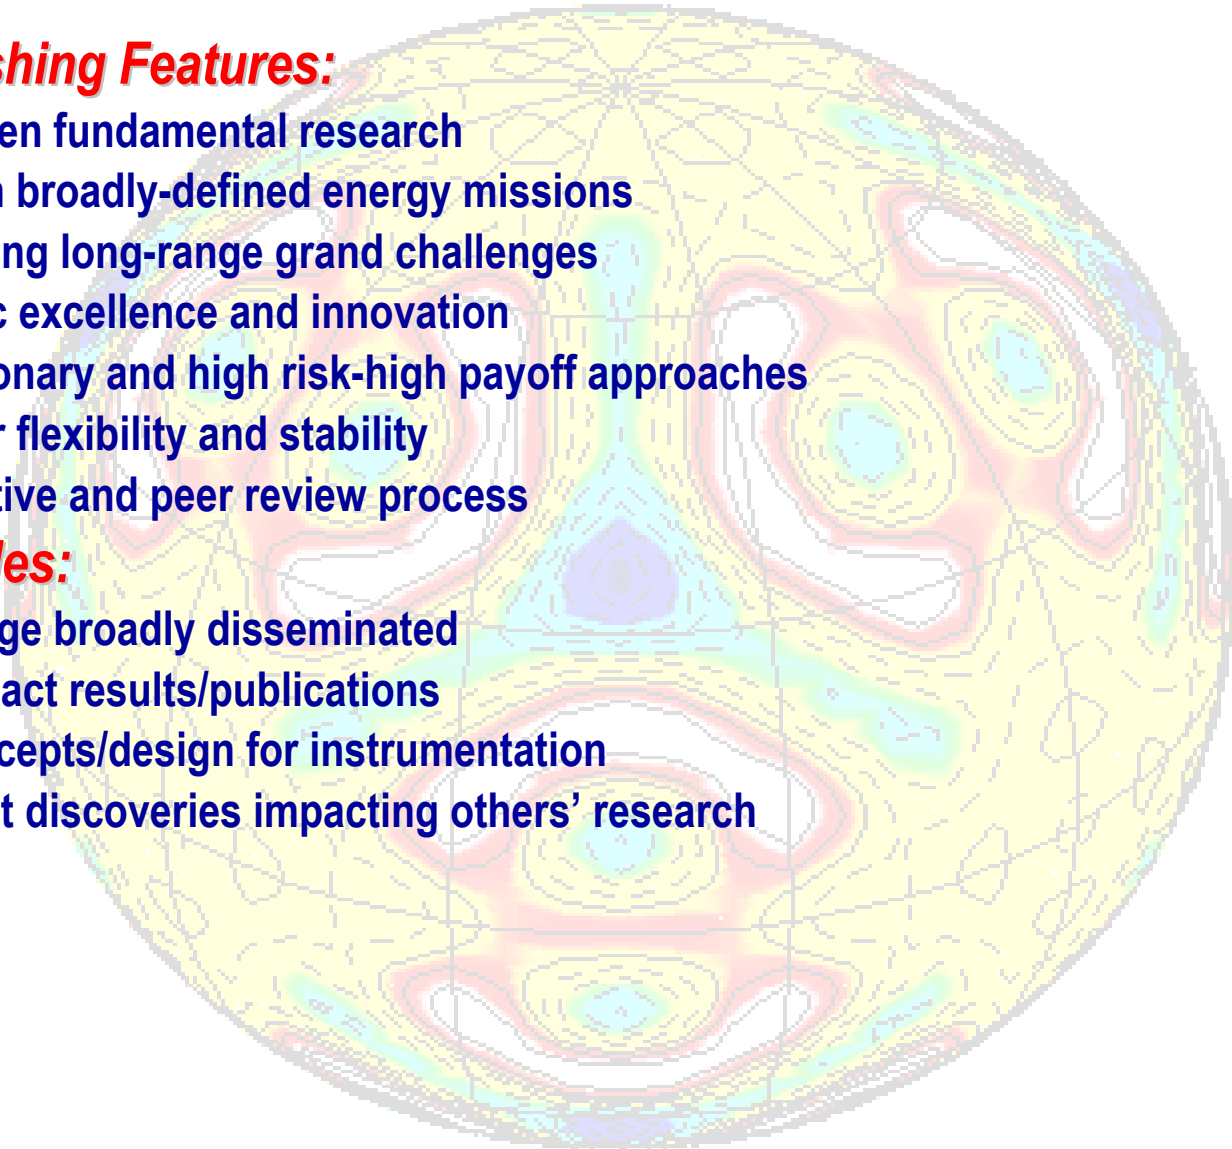 shing Features:
en fundamental research
broadly-defined energy missions
ng long-range grand challenges
c excellence and innovation
onary and high risk-high payoff approaches
r flexibility and stability
tive and peer review process
les:
ge broadly disseminated
act results/publications
cepts/design for instrumentation
t discoveries impacting others’ research